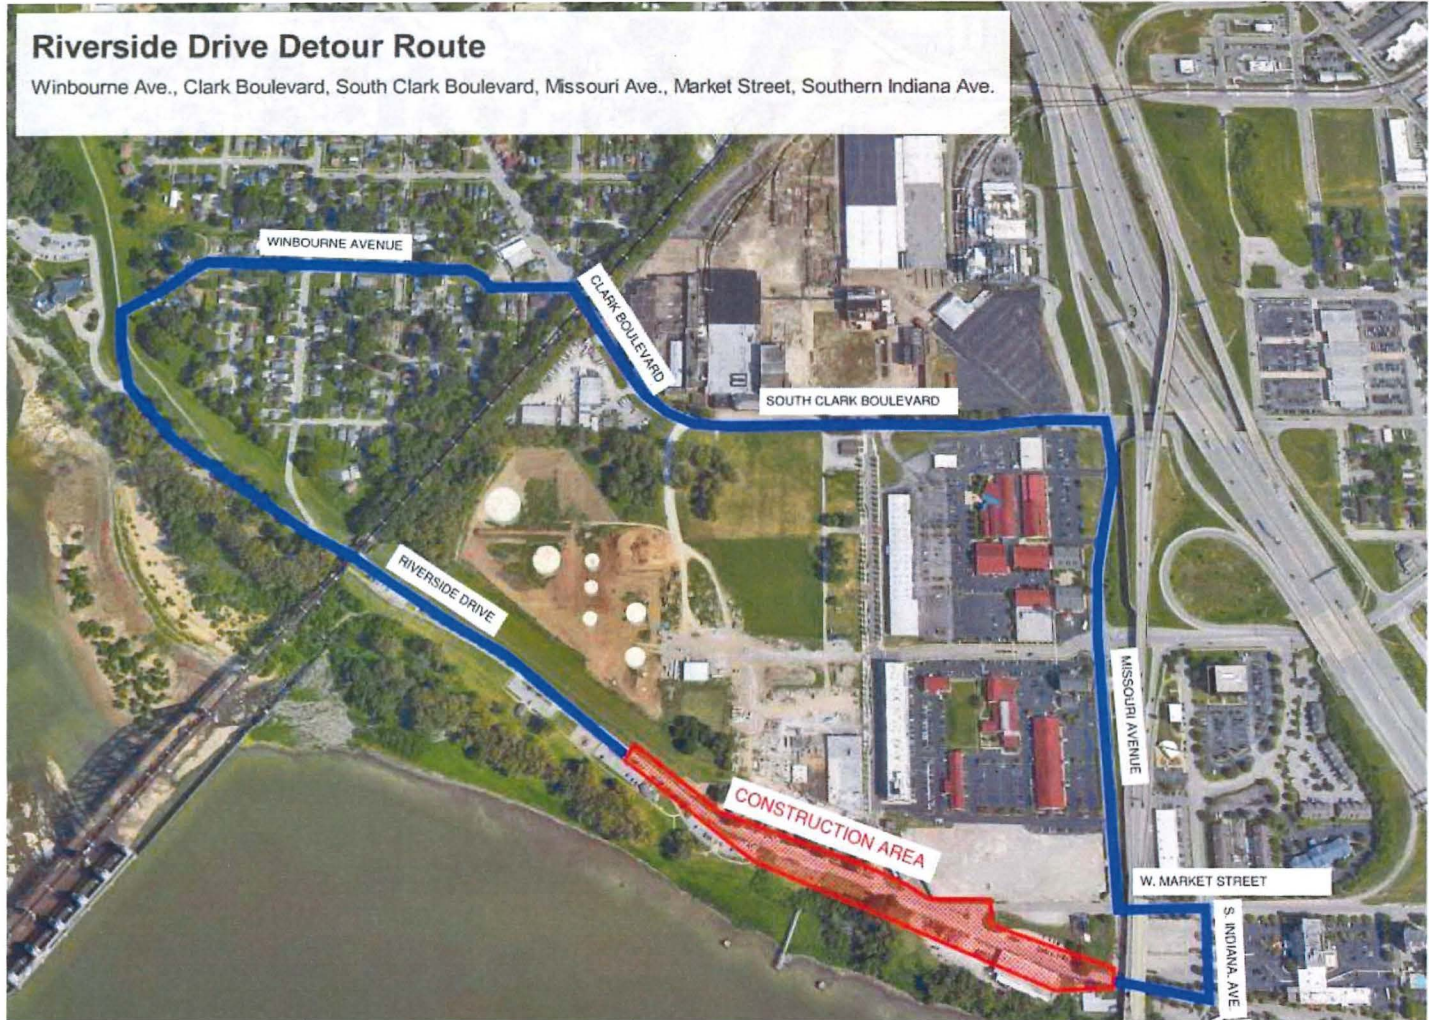 Riverside Drive Detour Route
Winbourne Ave., Clark Boulevard, South Clark Boulevard, Missouri Ave., Market Street, Southern Indiana Ave.
WINBOURNE AVENUE
CLARK BOULEVARD
SOUTH CLARK BOULEVARD
RIVERSIDE DRIVE
MISSOURI AVENUE
CONSTRUCTION AREA
W. MARKET STREET
S. INDIANA. AVE